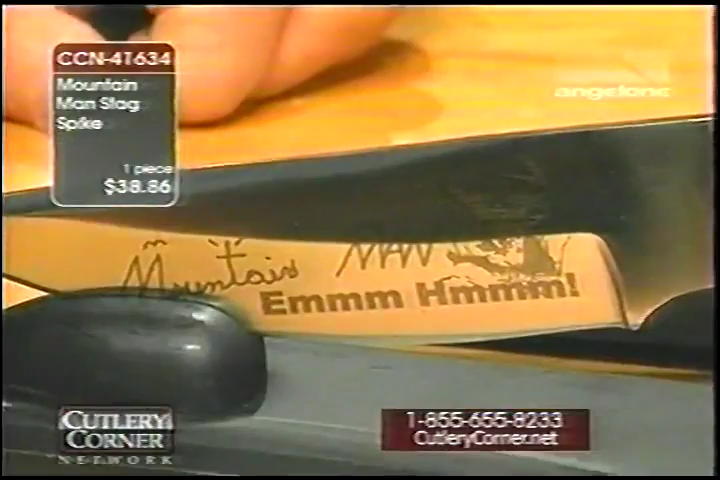 CCN-41634
Mountain
Man Stag
Spike
1 piece
$38.86
angelone
Mountain MAN
Emmm Hmmm!
CUTLERY
CORNER
NETWORK
1-855-655-8233
CutleryCorner.net